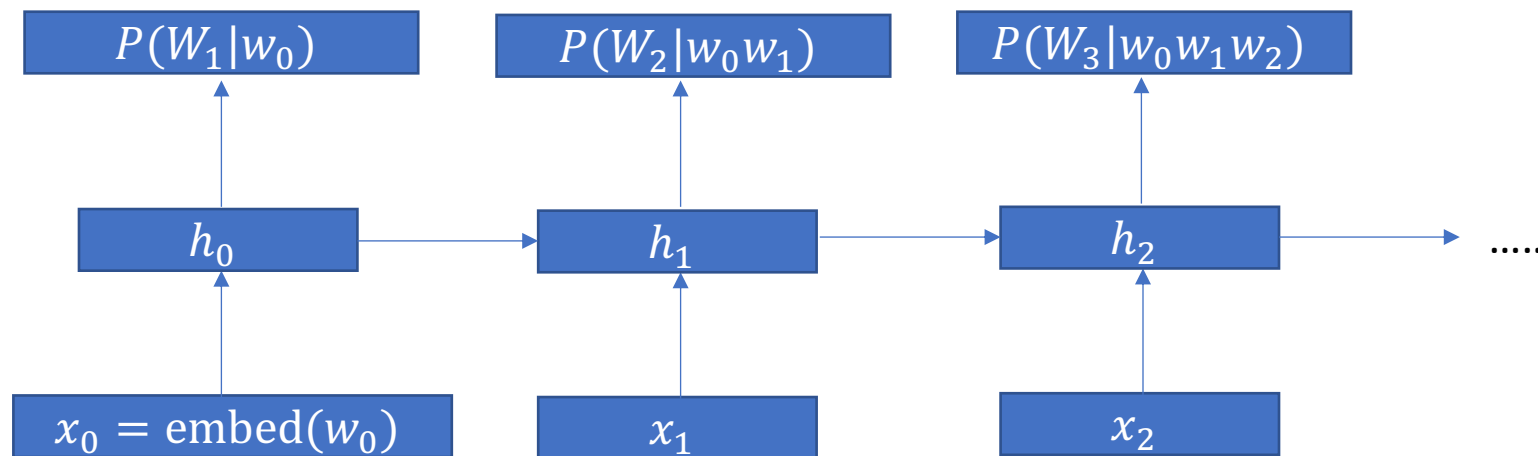 P(W₁|w₀) P(W₂|w₀w₁) P(W₃|w₀w₁w₂)
h₀ h₁ h₂ .....
x₀ = embed(w₀) x₁ x₂